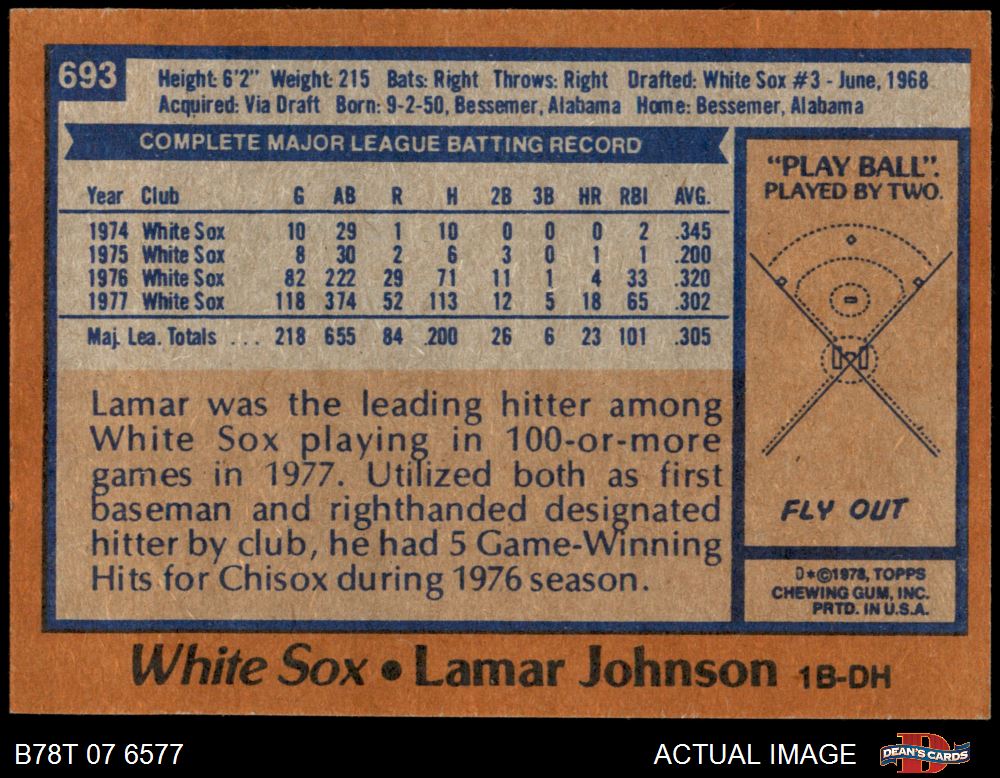 693
Height: 6'2" Weight: 215 Bats: Right Throws: Right Drafted: White Sox #3 - June, 1968
Acquired: Via Draft Born: 9-2-50, Bessemer, Alabama Home: Bessemer, Alabama
COMPLETE MAJOR LEAGUE BATTING RECORD
Year Club G AB R H 2B 3B HR RBI AVG.
1974 White Sox 10 29 1 10 0 0 0 2 .345
1975 White Sox 8 30 2 6 3 0 1 1 .200
1976 White Sox 82 222 29 71 11 1 4 33 .320
1977 White Sox 118 374 52 113 12 5 18 65 .302
Maj. Lea. Totals ... 218 655 84 .200 26 6 23 101 .305
Lamar was the leading hitter among
White Sox playing in 100-or-more
games in 1977. Utilized both as first
baseman and righthanded designated
hitter by club, he had 5 Game-Winning
Hits for Chisox during 1976 season.
"PLAY BALL".
PLAYED BY TWO.
FLY OUT
D*©1978, TOPPS
CHEWING GUM, INC.
PRTD. IN U.S.A.
White Sox • Lamar Johnson 1B-DH
B78T 07 6577
ACTUAL IMAGE
DEAN'S CARDS